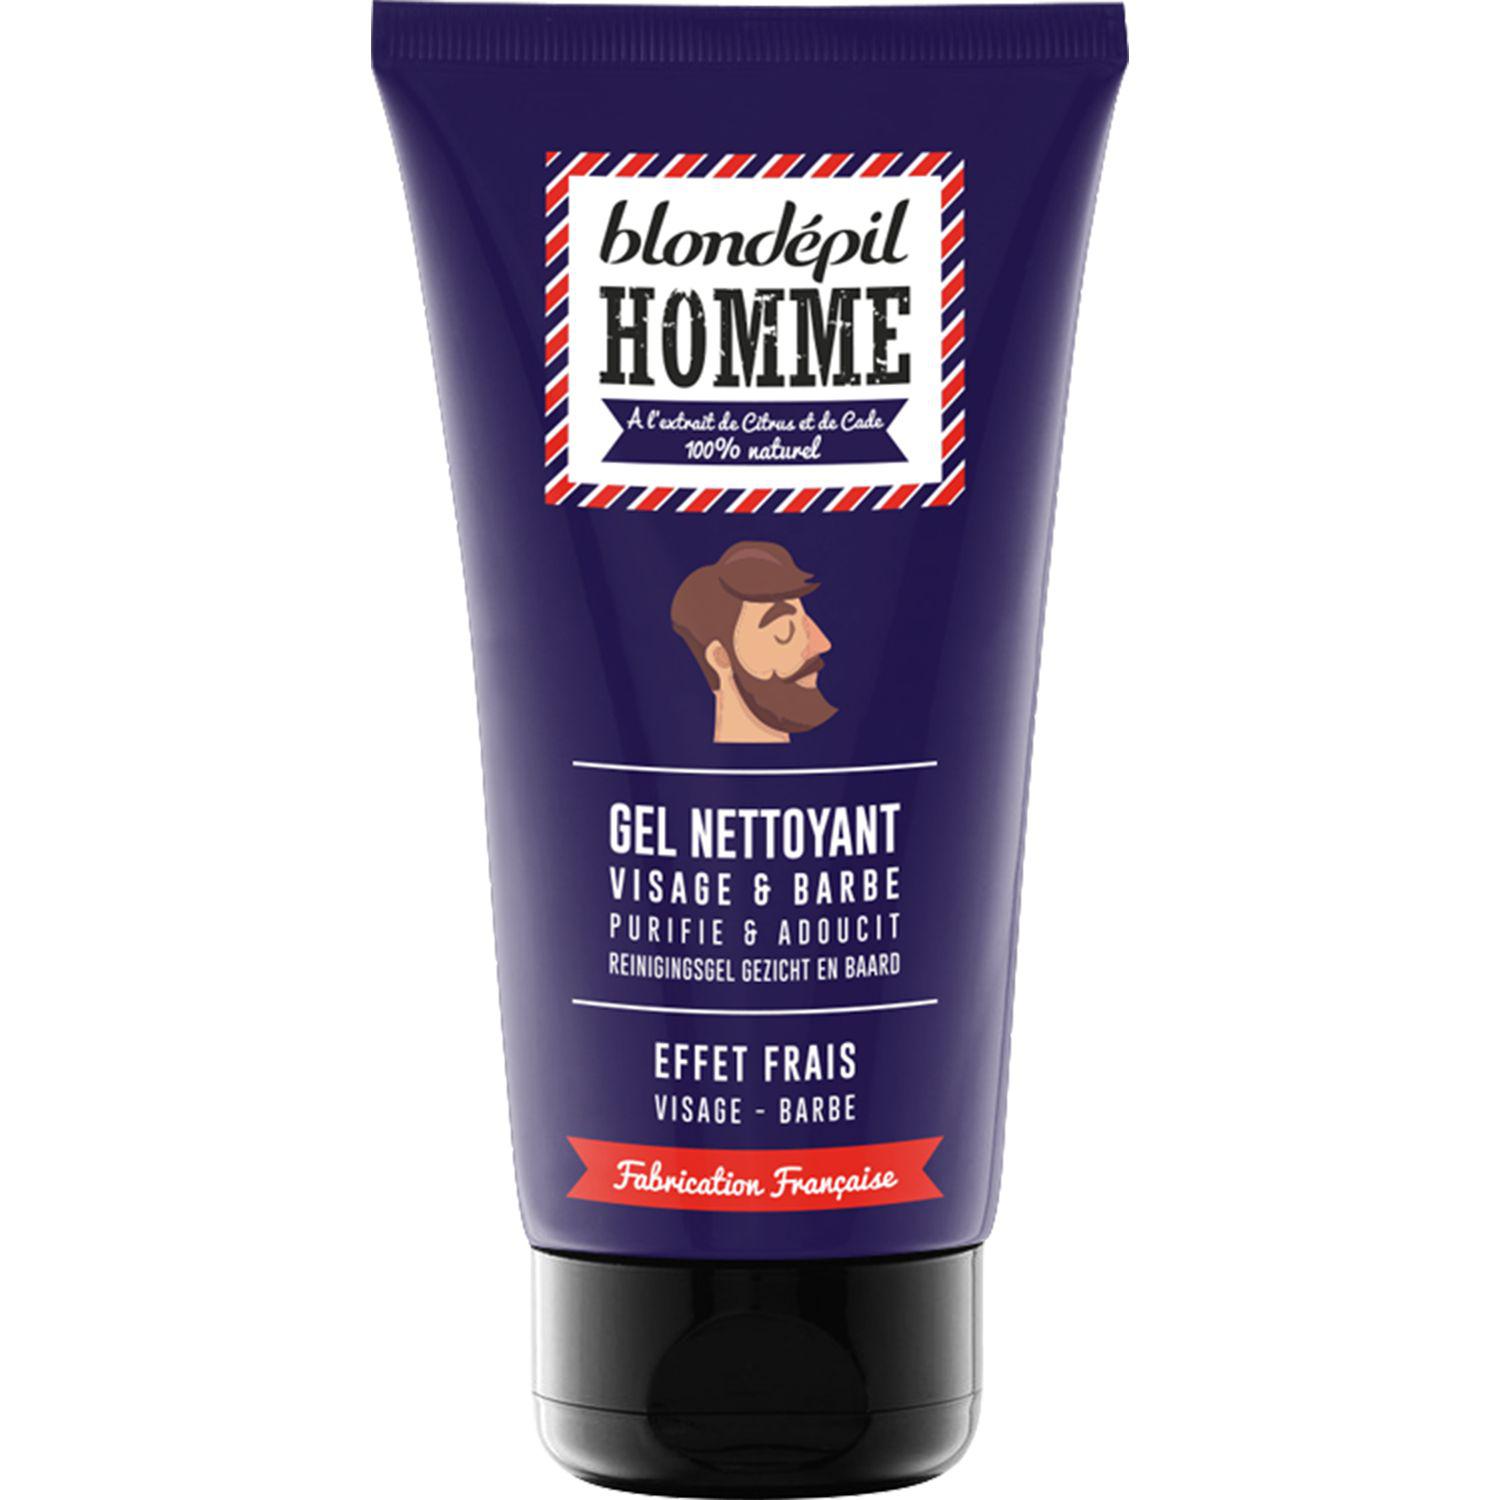 blondépil
HOMME
A l'extrait de Citrus et de Cade
100% naturel
GEL NETTOYANT
VISAGE & BARBE
PURIFIE & ADOUCIT
REINIGINGSGEL GEZICHT EN BAARD
EFFET FRAIS
VISAGE - BARBE
Fabrication Française